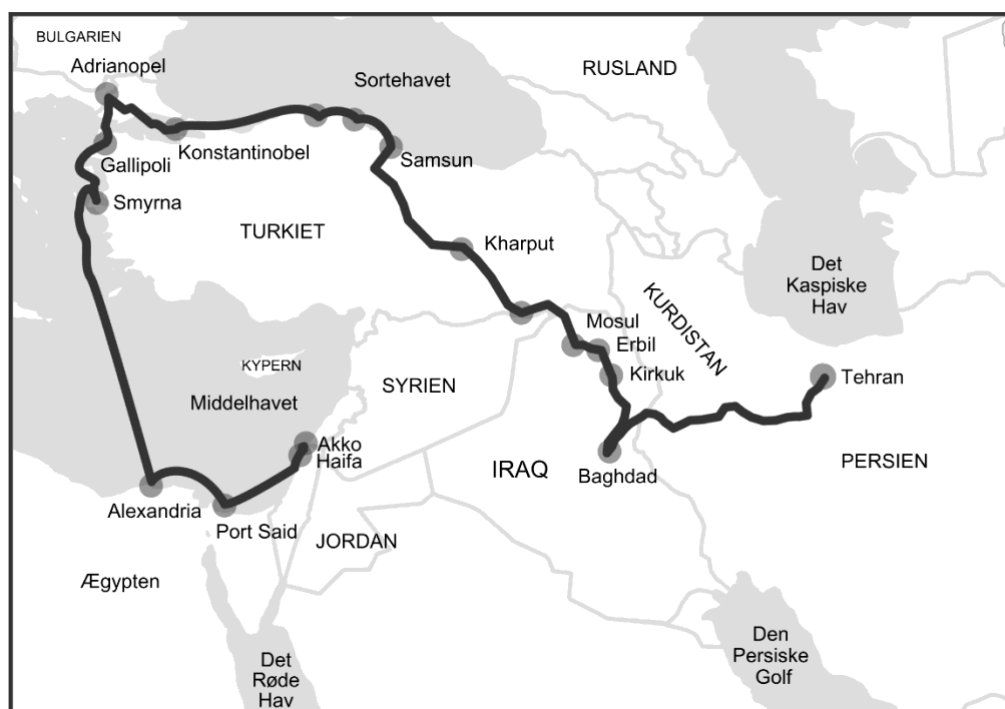 BULGARIEN
Adrianopel
Sortehavet
RUSLAND
Konstantinobel
Gallipoli
Samsun
Smyrna
TURKIET
Kharput
Det
Kaspiske
Hav
KURDISTAN
Mosul
Erbil
Kirkuk
KYPERN
SYRIEN
Tehran
Middelhavet
Akko
Haifa
IRAQ
Baghdad
PERSIEN
Alexandria
Port Said
JORDAN
Ægypten
Det
Røde
Hav
Den
Persiske
Golf